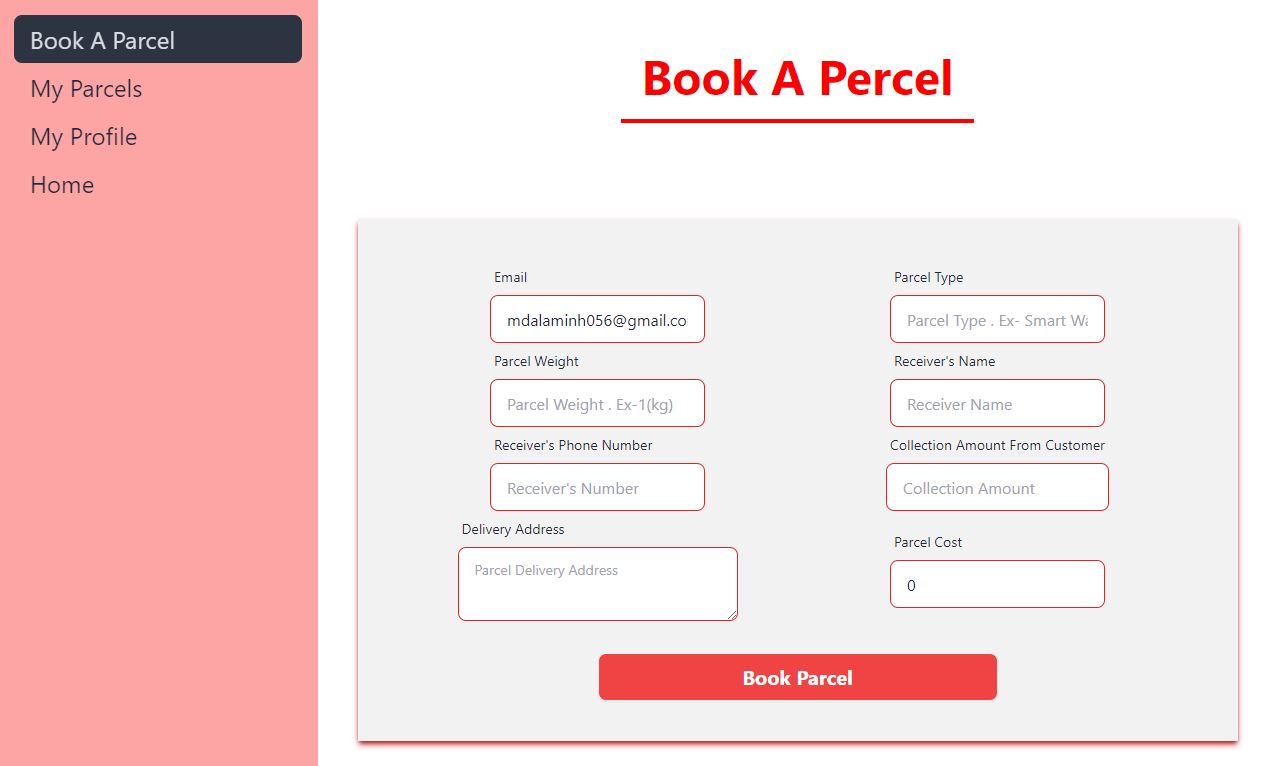 Book A Parcel
My Parcels
My Profile
Home
Book A Percel
Email
Parcel Type
mdalaminh056@gmail.co
Parcel Type . Ex- Smart Wa
Parcel Weight
Receiver's Name
Parcel Weight . Ex-1(kg)
Receiver Name
Receiver's Phone Number
Collection Amount From Customer
Receiver's Number
Collection Amount
Delivery Address
Parcel Cost
Parcel Delivery Address
0
Book Parcel